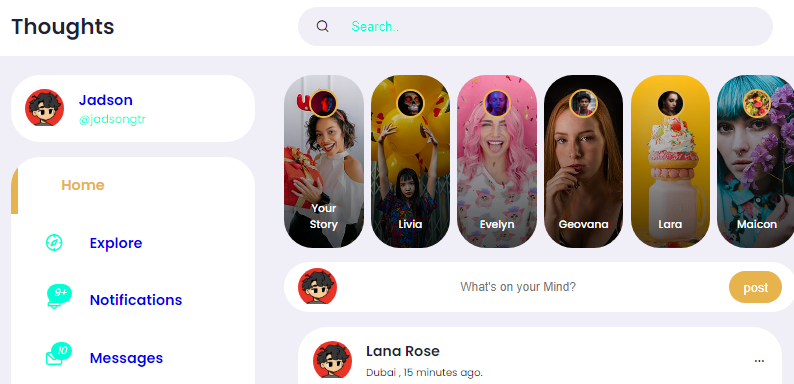 Thoughts
Search..
Jadson
@jadsongtr
Home
Explore
9+
Notifications
10
Messages
Your
Story
Livia
Evelyn
Geovana
Lara
Maicon
What's on your Mind?
post
Lana Rose
...
Dubai , 15 minutes ago.